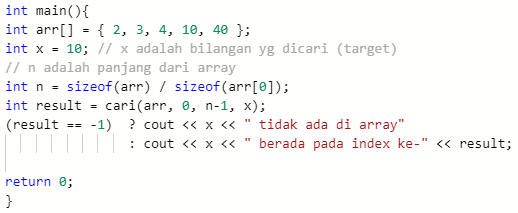 int main(){
int arr[] = { 2, 3, 4, 10, 40 };
int x = 10; // x adalah bilangan yg dicari (target)
// n adalah panjang dari array
int n = sizeof(arr) / sizeof(arr[0]);
int result = cari(arr, 0, n-1, x);
(result == -1)  ? cout << x << " tidak ada di array"
                : cout << x << " berada pada index ke-" << result;
return 0;
}